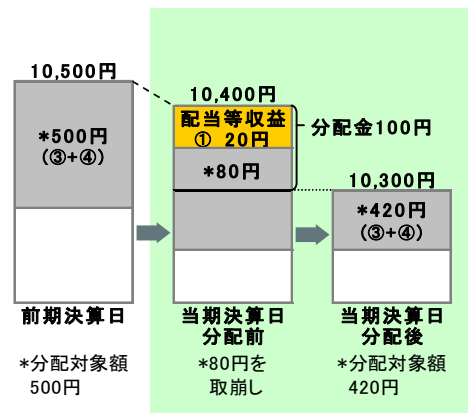 10,500円
10,400円
配当等収益
① 20円
分配金100円
*500円
(③+④)
*80円
10,300円
*420円
(③+④)
前期決算日
当期決算日
分配前
当期決算日
分配後
*分配対象額
500円
*80円を
取崩し
*分配対象額
420円